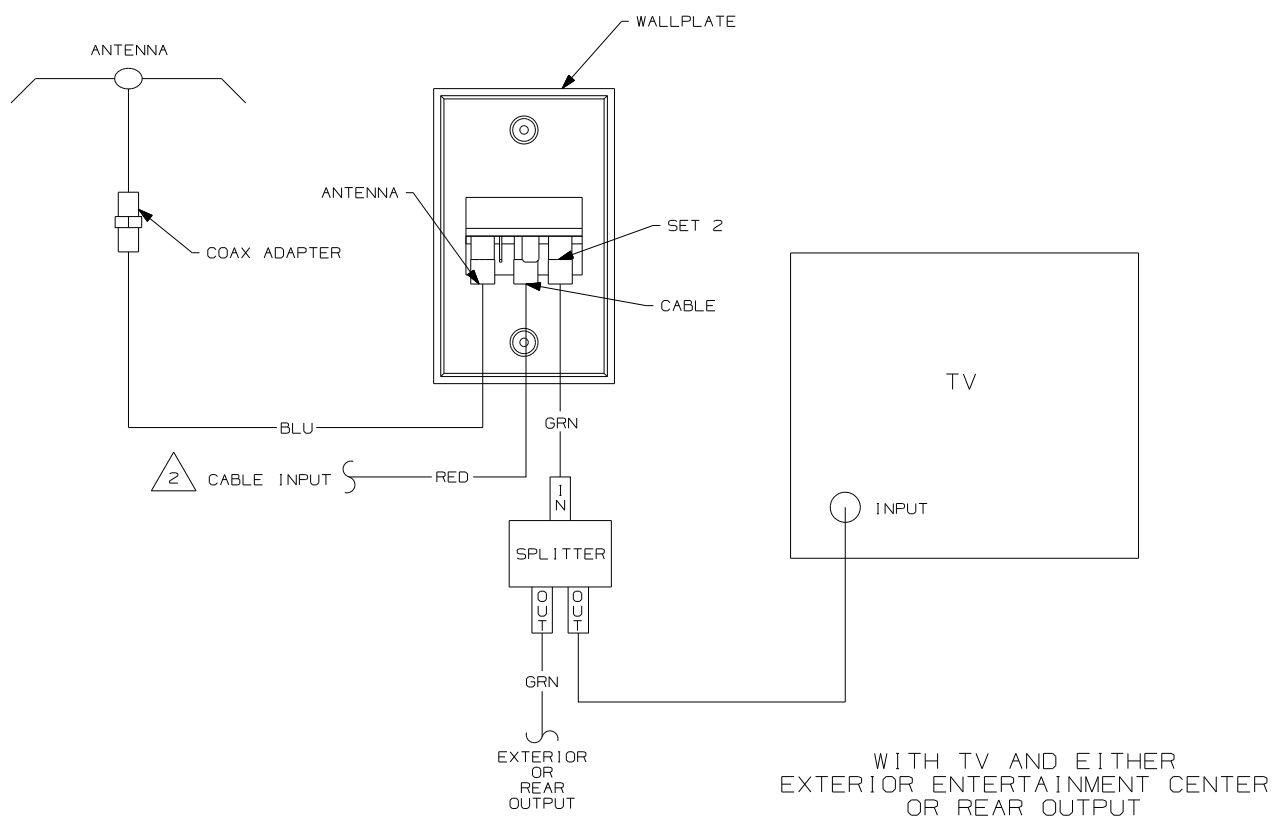 WALLPLATE
ANTENNA
ANTENNA
SET 2
COAX ADAPTER
CABLE
TV
BLU
GRN
2 CABLE INPUT
RED
IN
INPUT
SPLITTER
OUT
OUT
GRN
EXTERIOR
OR
REAR
OUTPUT
WITH TV AND EITHER
EXTERIOR ENTERTAINMENT CENTER
OR REAR OUTPUT